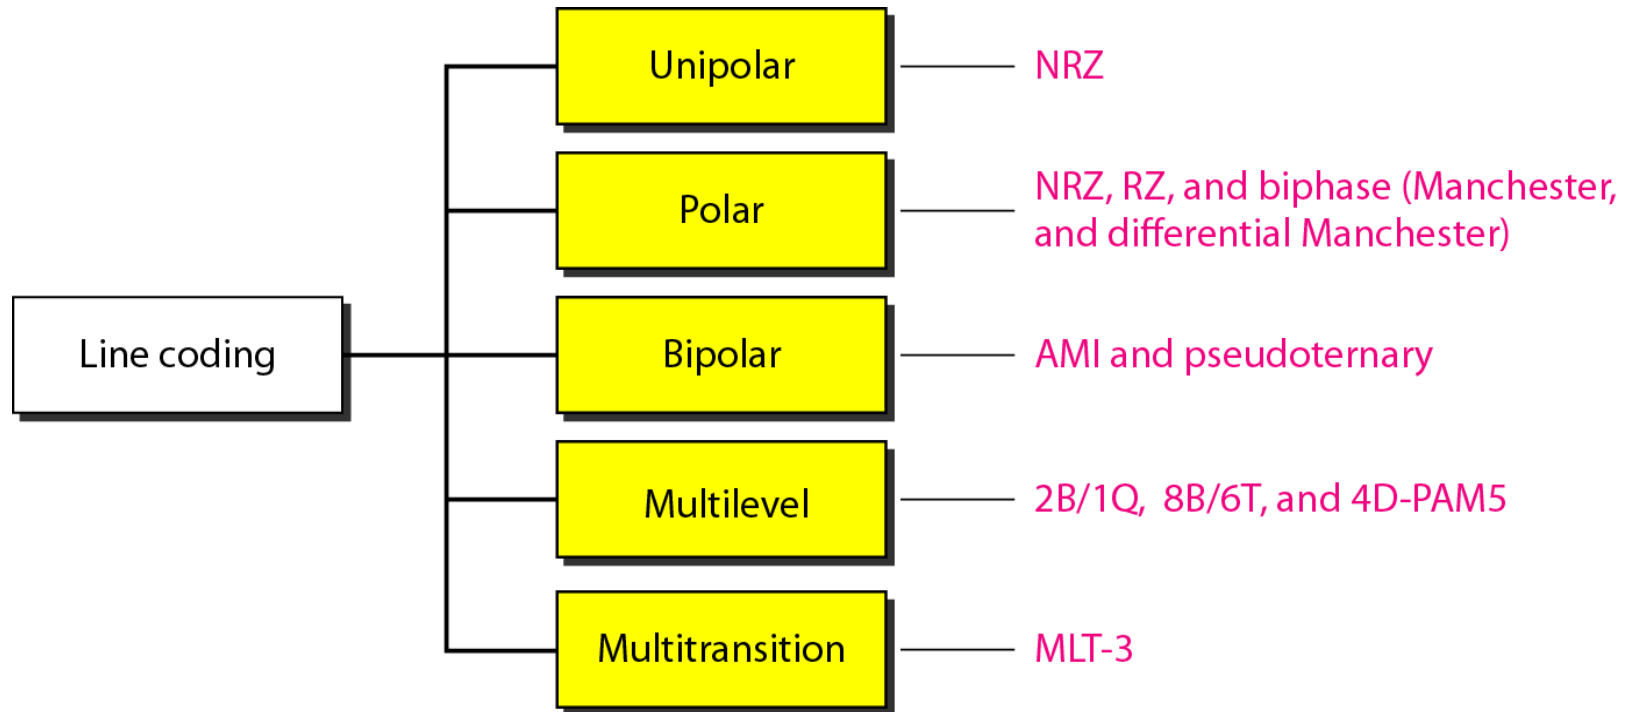 Unipolar
NRZ
Polar
NRZ, RZ, and biphase (Manchester,
and differential Manchester)
Line coding
Bipolar
AMI and pseudoternary
Multilevel
2B/1Q, 8B/6T, and 4D-PAM5
Multitransition
MLT-3